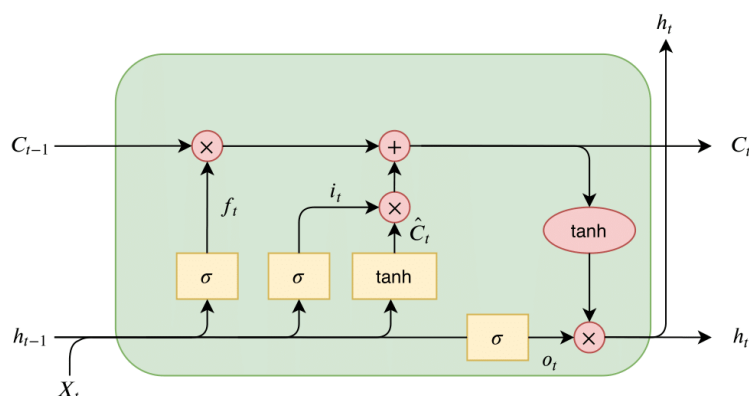 h_t
C_{t−1}
×
+
C_t
f_t
i_t
×
Ĉ_t
tanh
σ
σ
tanh
h_{t−1}
σ
o_t
×
h_t
X_t